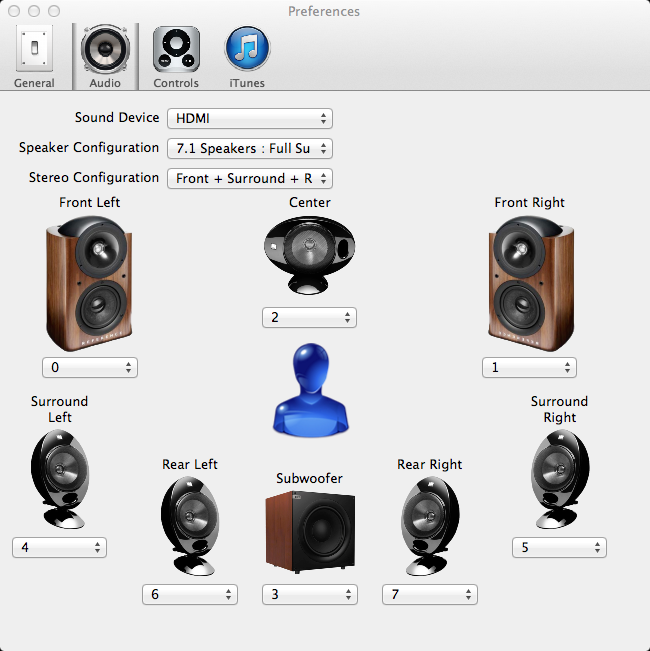 Preferences
General Audio Controls iTunes
Sound Device HDMI
Speaker Configuration 7.1 Speakers : Full Su
Stereo Configuration Front + Surround + R
Front Left Center Front Right
REFERENCE
2
0 1
Surround
Left
Surround
Right
Rear Left Subwoofer Rear Right
4 5
6 3 7